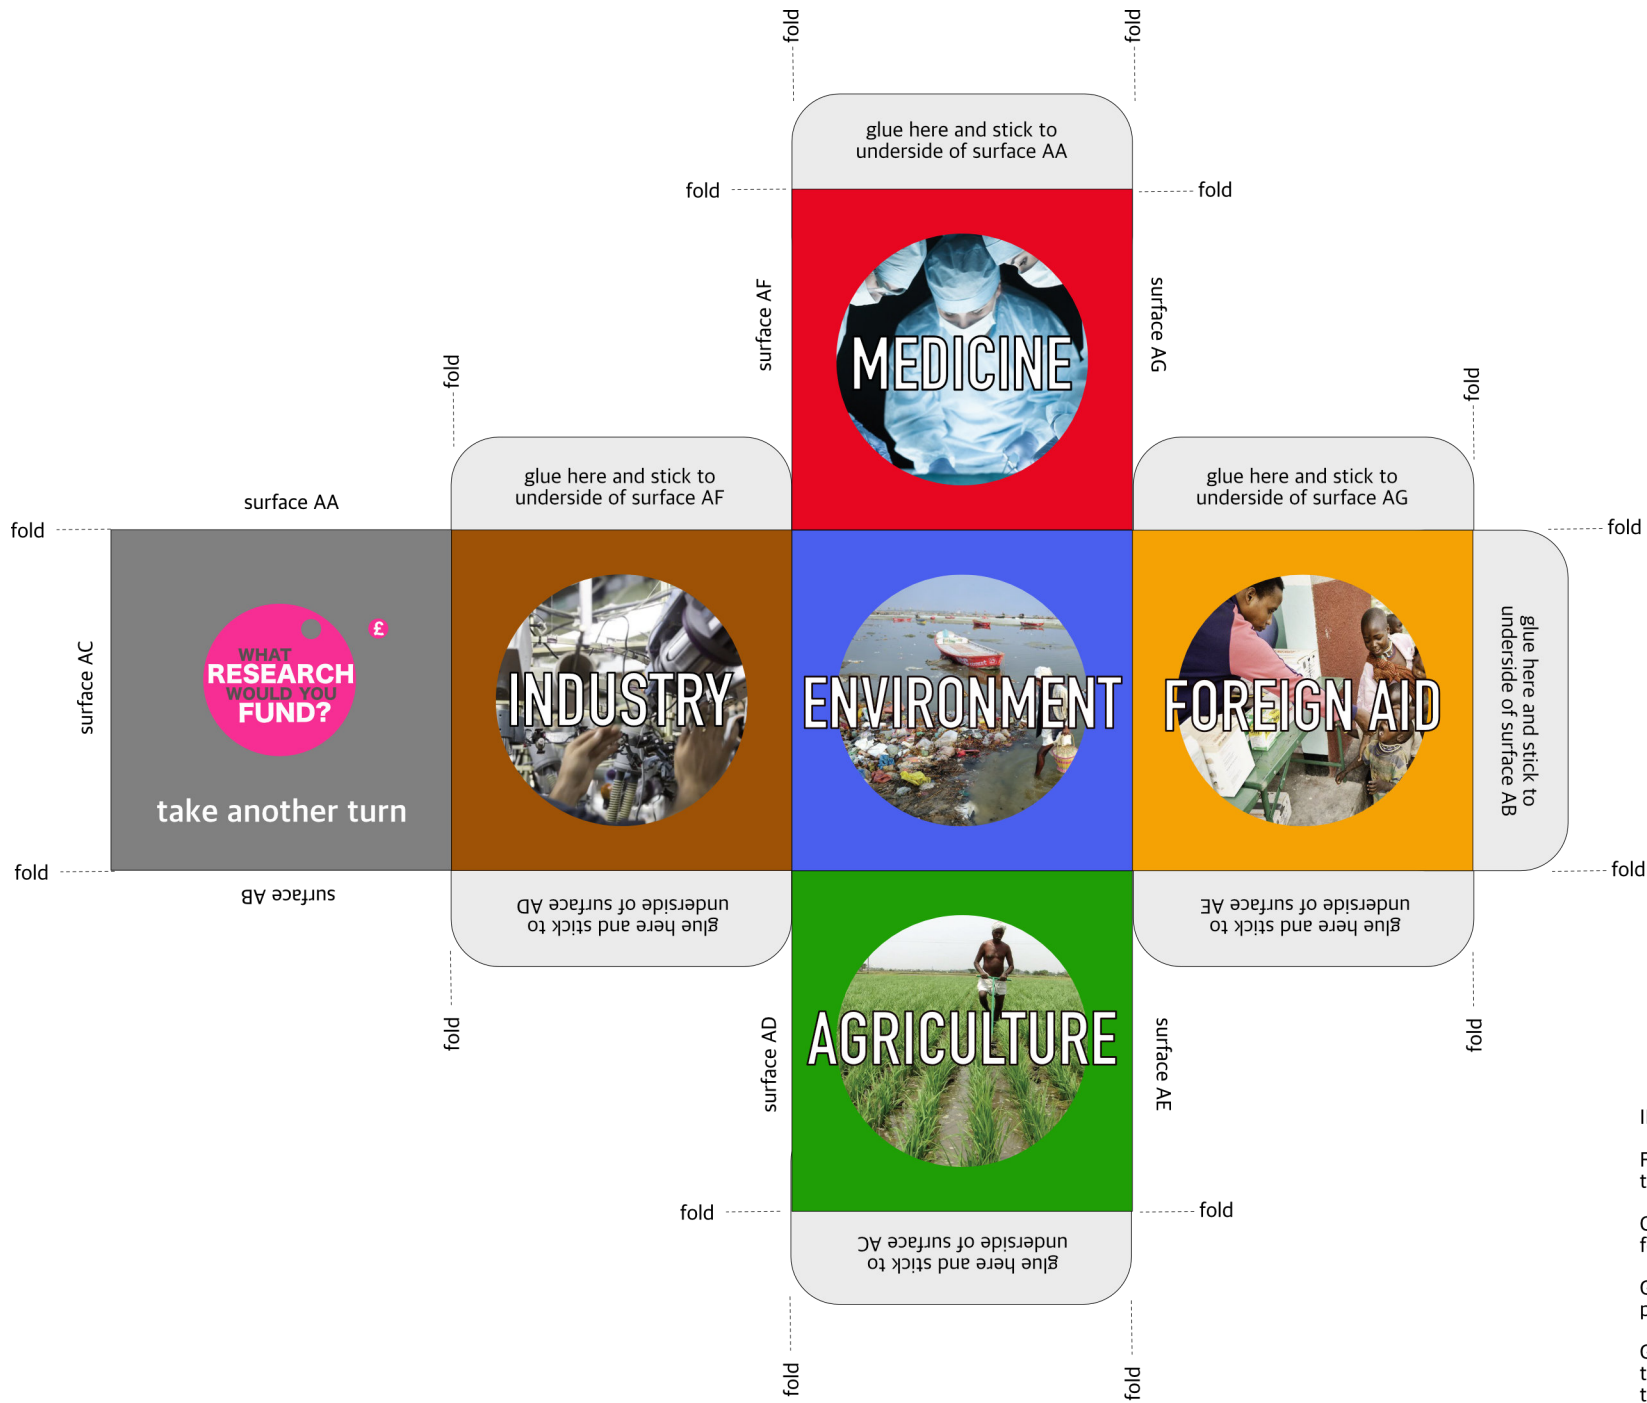 fold
fold
glue here and stick to
underside of surface AA
fold
fold
surface AF
surface AG
MEDICINE
fold
fold
glue here and stick to
underside of surface AF
glue here and stick to
underside of surface AG
surface AA
fold
fold
surface AC
WHAT
RESEARCH
WOULD YOU
FUND?
£
take another turn
INDUSTRY
ENVIRONMENT
FOREIGN AID
glue here and stick to
underside of surface AB
fold
fold
surface AB
glue here and stick to
underside of surface AD
glue here and stick to
underside of surface AE
fold
fold
surface AD
surface AE
AGRICULTURE
fold
fold
glue here and stick to
underside of surface AC
fold
fold